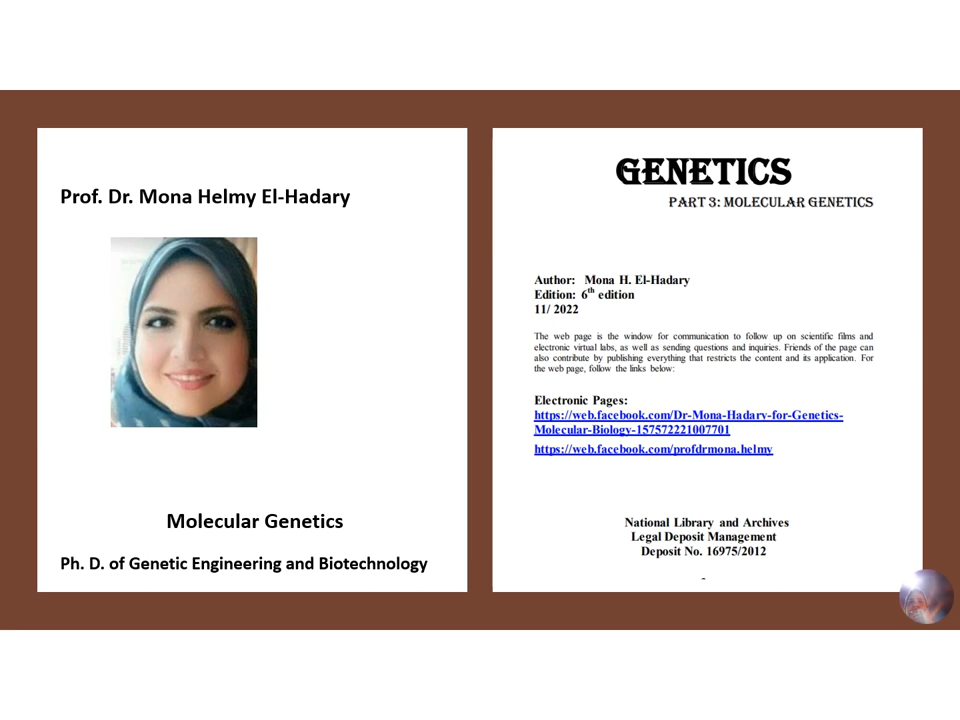 Prof. Dr. Mona Helmy El-Hadary
Molecular Genetics
Ph. D. of Genetic Engineering and Biotechnology
GENETICS
PART 3: MOLECULAR GENETICS
Author: Mona H. El-Hadary
Edition: 6th edition
11/ 2022
The web page is the window for communication to follow up on scientific films and
electronic virtual labs, as well as sending questions and inquiries. Friends of the page can
also contribute by publishing everything that restricts the content and its application. For
the web page, follow the links below:
Electronic Pages:
https://web.facebook.com/Dr-Mona-Hadary-for-Genetics-
Molecular-Biology-157572221007701
https://web.facebook.com/profdrmona.helmy
National Library and Archives
Legal Deposit Management
Deposit No. 16975/2012
-